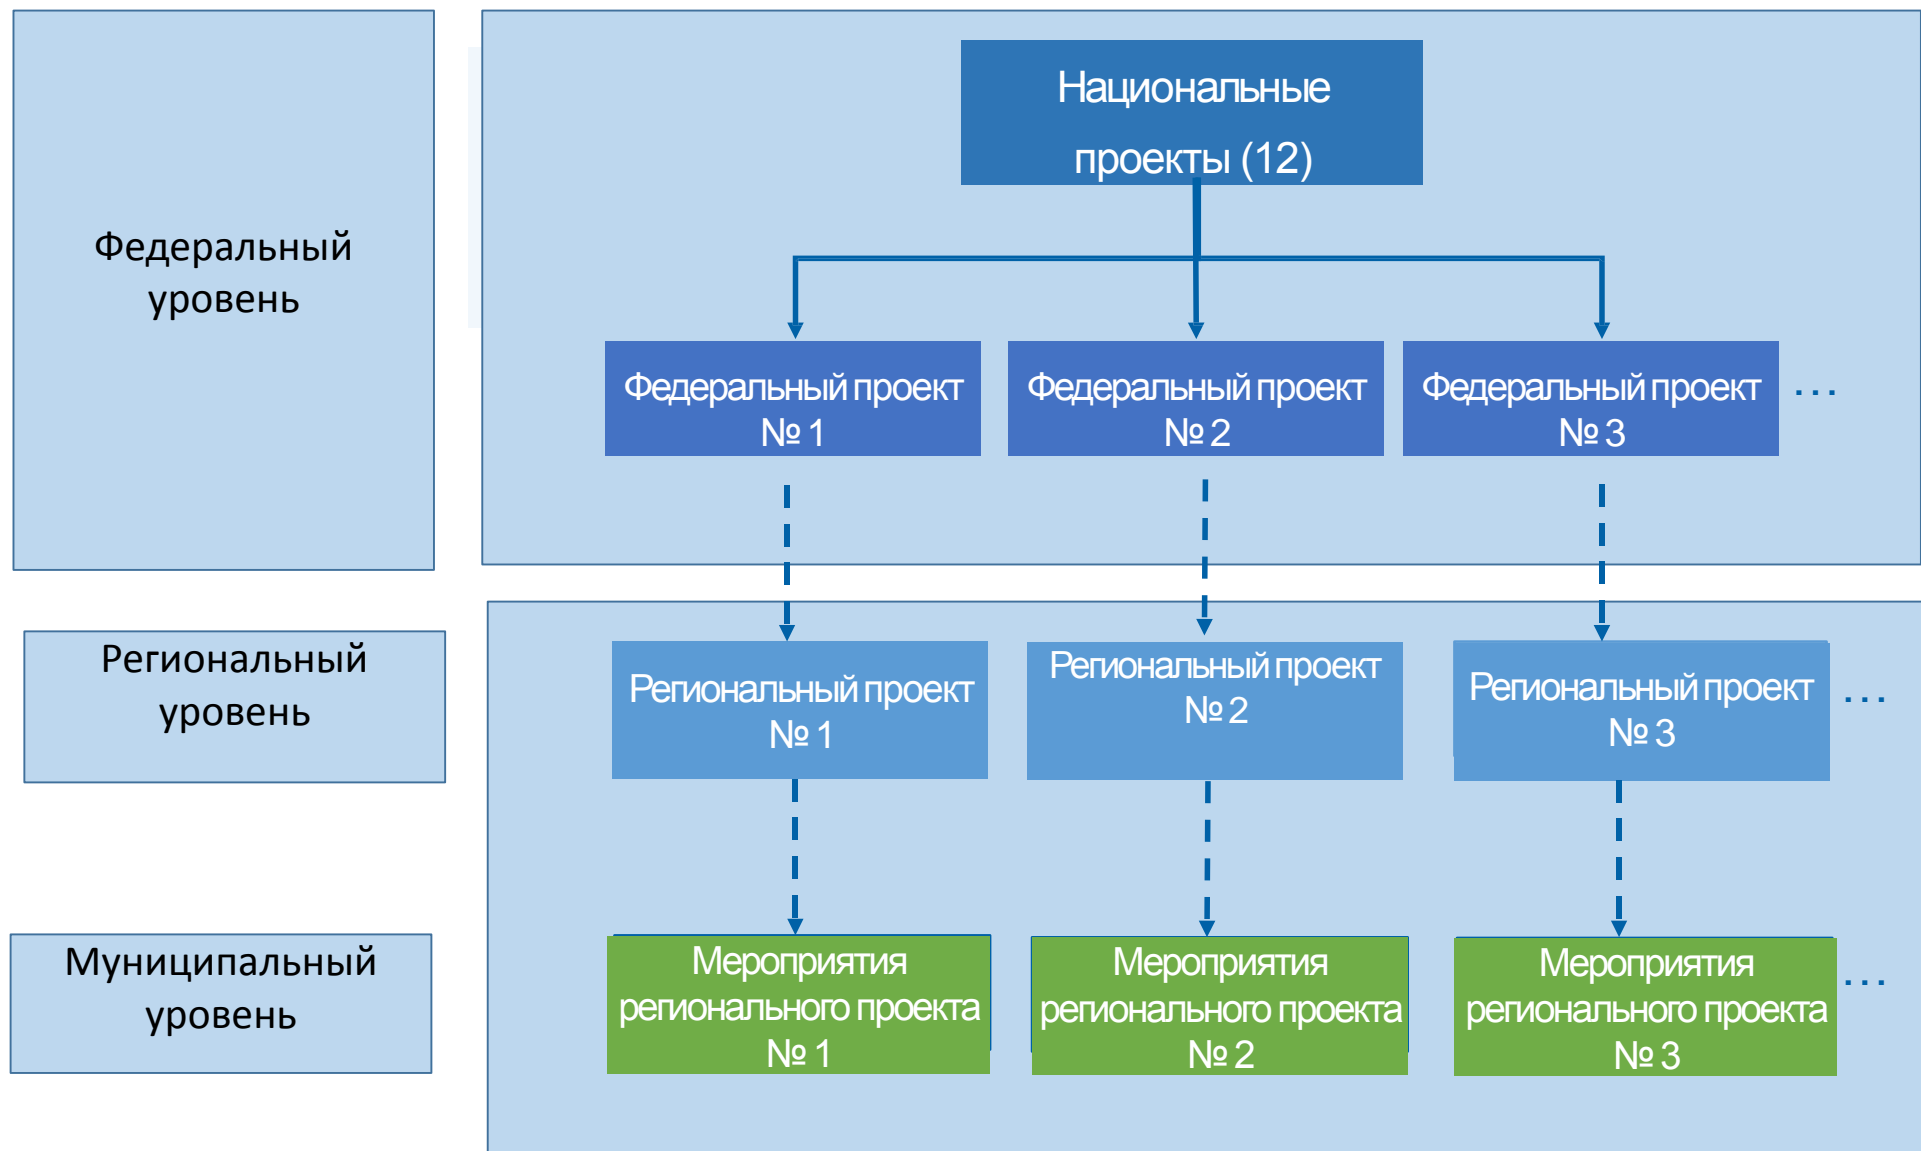 Национальные
проекты (12)
Федеральный
уровень
Федеральный проект
№ 1
Федеральный проект
№ 2
Федеральный проект
№ 3
...
Региональный
уровень
Региональный проект
№ 1
Региональный проект
№ 2
Региональный проект
№ 3
...
Муниципальный
уровень
Мероприятия
регионального проекта
№ 1
Мероприятия
регионального проекта
№ 2
Мероприятия
регионального проекта
№ 3
...